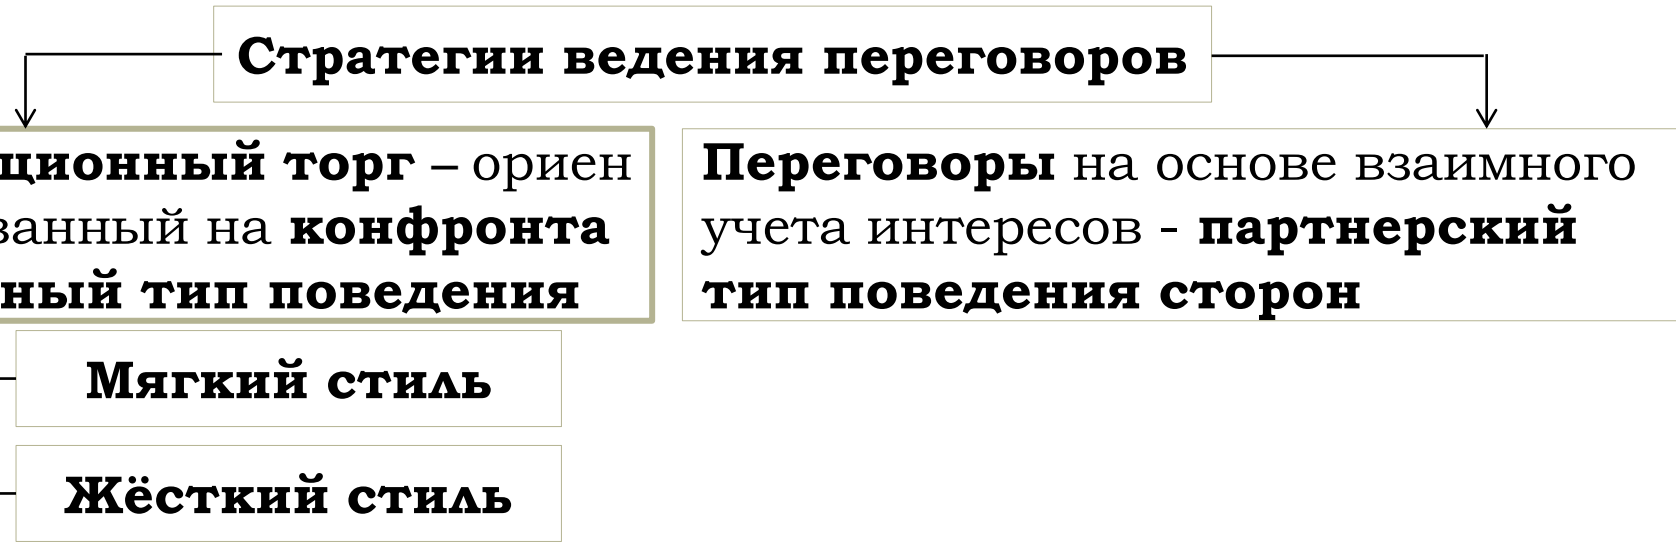 Стратегии ведения переговоров
ционный торг – ориен
ванный на конфронта
ный тип поведения
Переговоры на основе взаимного
учета интересов - партнерский
тип поведения сторон
Мягкий стиль
Жёсткий стиль